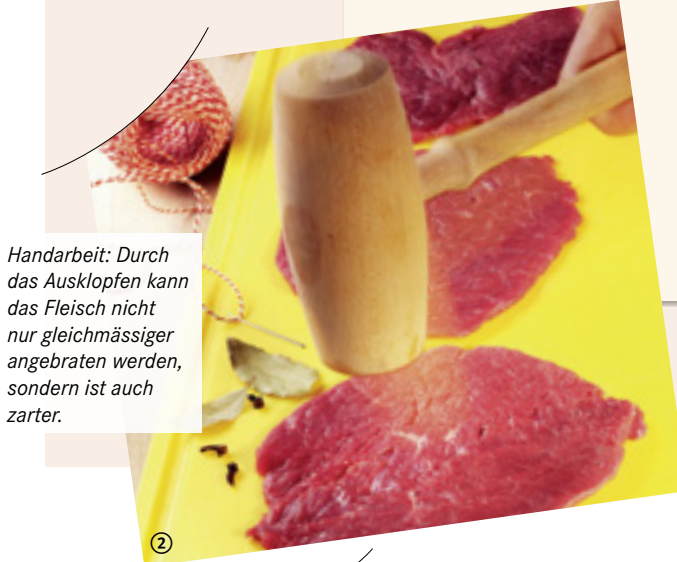 Handarbeit: Durch
das Ausklopfen kann
das Fleisch nicht
nur gleichmässiger
angebraten werden,
sondern ist auch
zarter.
②